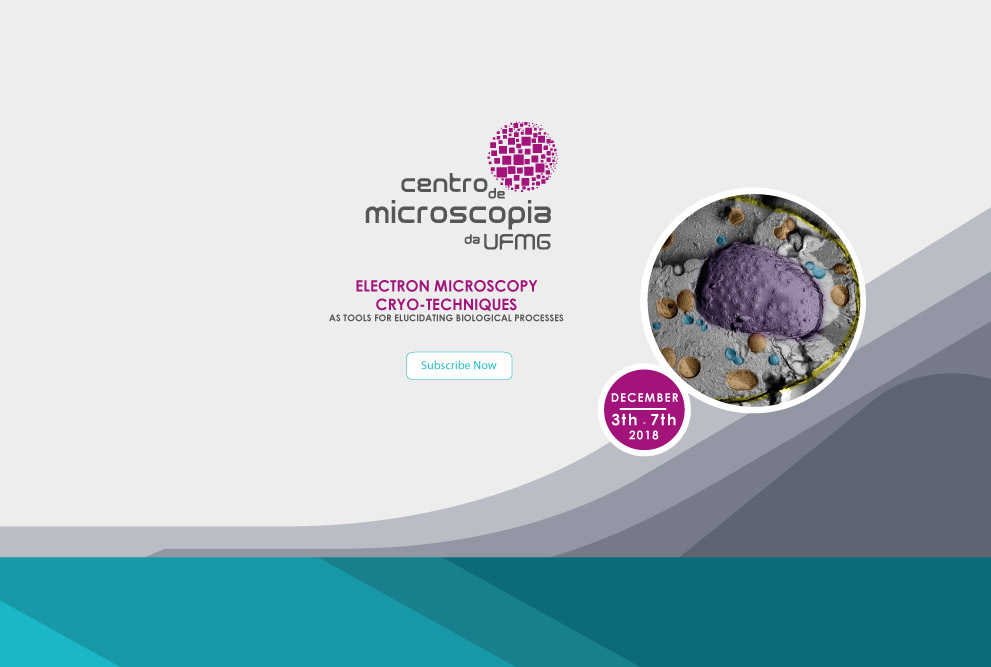 centro de
microscopia
da UFMG
ELECTRON MICROSCOPY
CRYO-TECHNIQUES
AS TOOLS FOR ELUCIDATING BIOLOGICAL PROCESSES
Subscribe Now
DECEMBER
3th - 7th
2018